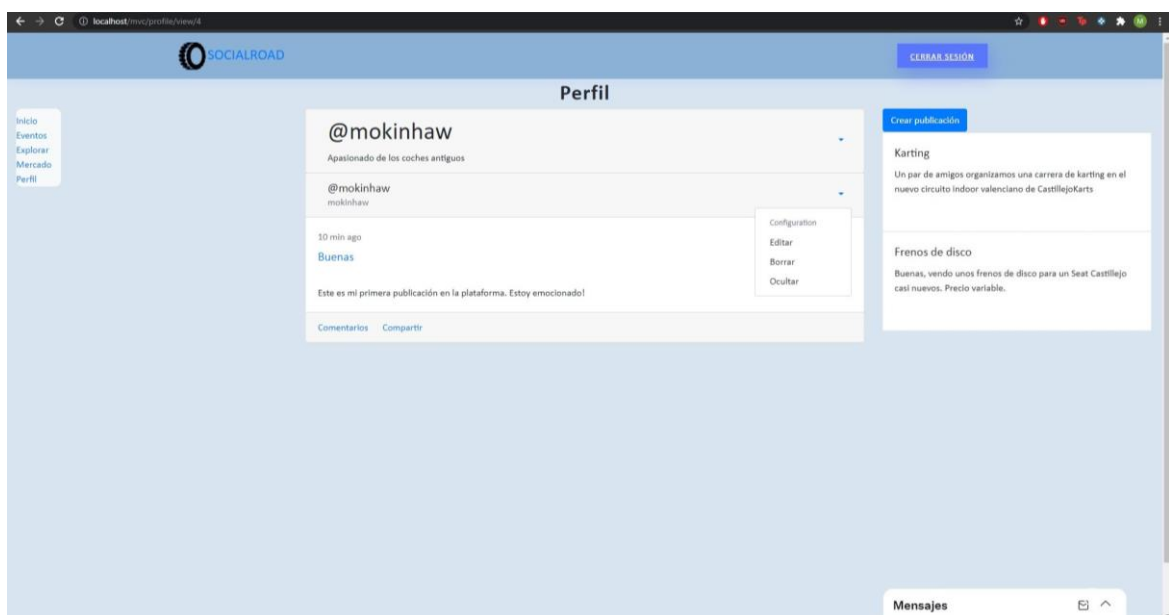 localhost/mvc/profile/view/4
M
SOCIALROAD
CERRAR SESIÓN
Perfil
Inicio
Eventos
Explorar
Mercado
Perfil
@mokinhaw
Apasionado de los coches antiguos
@mokinhaw
mokinhaw
10 min ago
Buenas
Este es mi primera publicación en la plataforma. Estoy emocionado!
Comentarios Compartir
Configuration
Editar
Borrar
Ocultar
Crear publicación
Karting
Un par de amigos organizamos una carrera de karting en el
nuevo circuito indoor valenciano de CastillejoKarts
Frenos de disco
Buenas, vendo unos frenos de disco para un Seat Castillejo
casi nuevos. Precio variable.
Mensajes